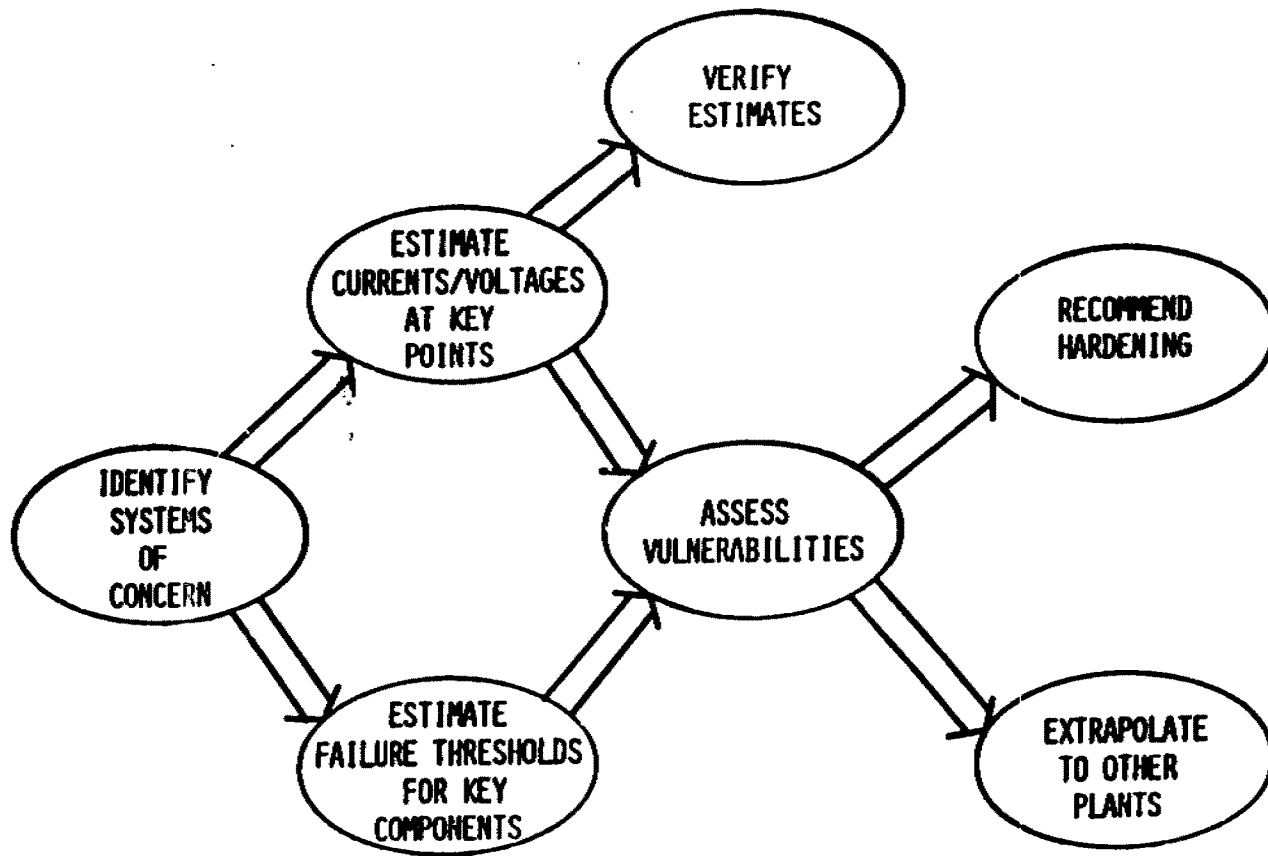 VERIFY
ESTIMATES
ESTIMATE
CURRENTS/VOLTAGES
AT KEY
POINTS
RECOMMEND
HARDENING
IDENTIFY
SYSTEMS
OF
CONCERN
ASSESS
VULNERABILITIES
ESTIMATE
FAILURE THRESHOLDS
FOR KEY
COMPONENTS
EXTRAPOLATE
TO OTHER
PLANTS